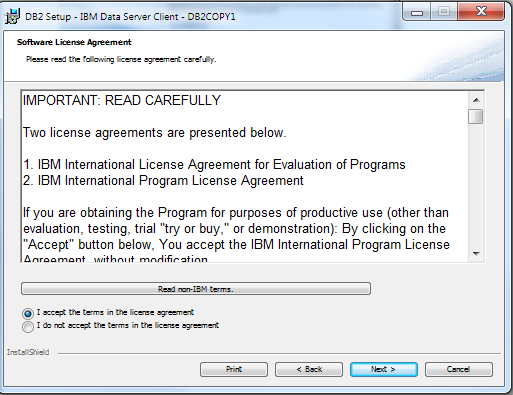 DB2 Setup - IBM Data Server Client - DB2COPY1
Software License Agreement
Please read the following license agreement carefully.
IMPORTANT: READ CAREFULLY
Two license agreements are presented below.
1. IBM International License Agreement for Evaluation of Programs
2. IBM International Program License Agreement
If you are obtaining the Program for purposes of productive use (other than
evaluation, testing, trial "try or buy," or demonstration): By clicking on the
"Accept" button below, You accept the IBM International Program License
Agreement, without modification.
Read non-IBM terms.
I accept the terms in the license agreement
I do not accept the terms in the license agreement
InstallShield
Print
< Back
Next >
Cancel